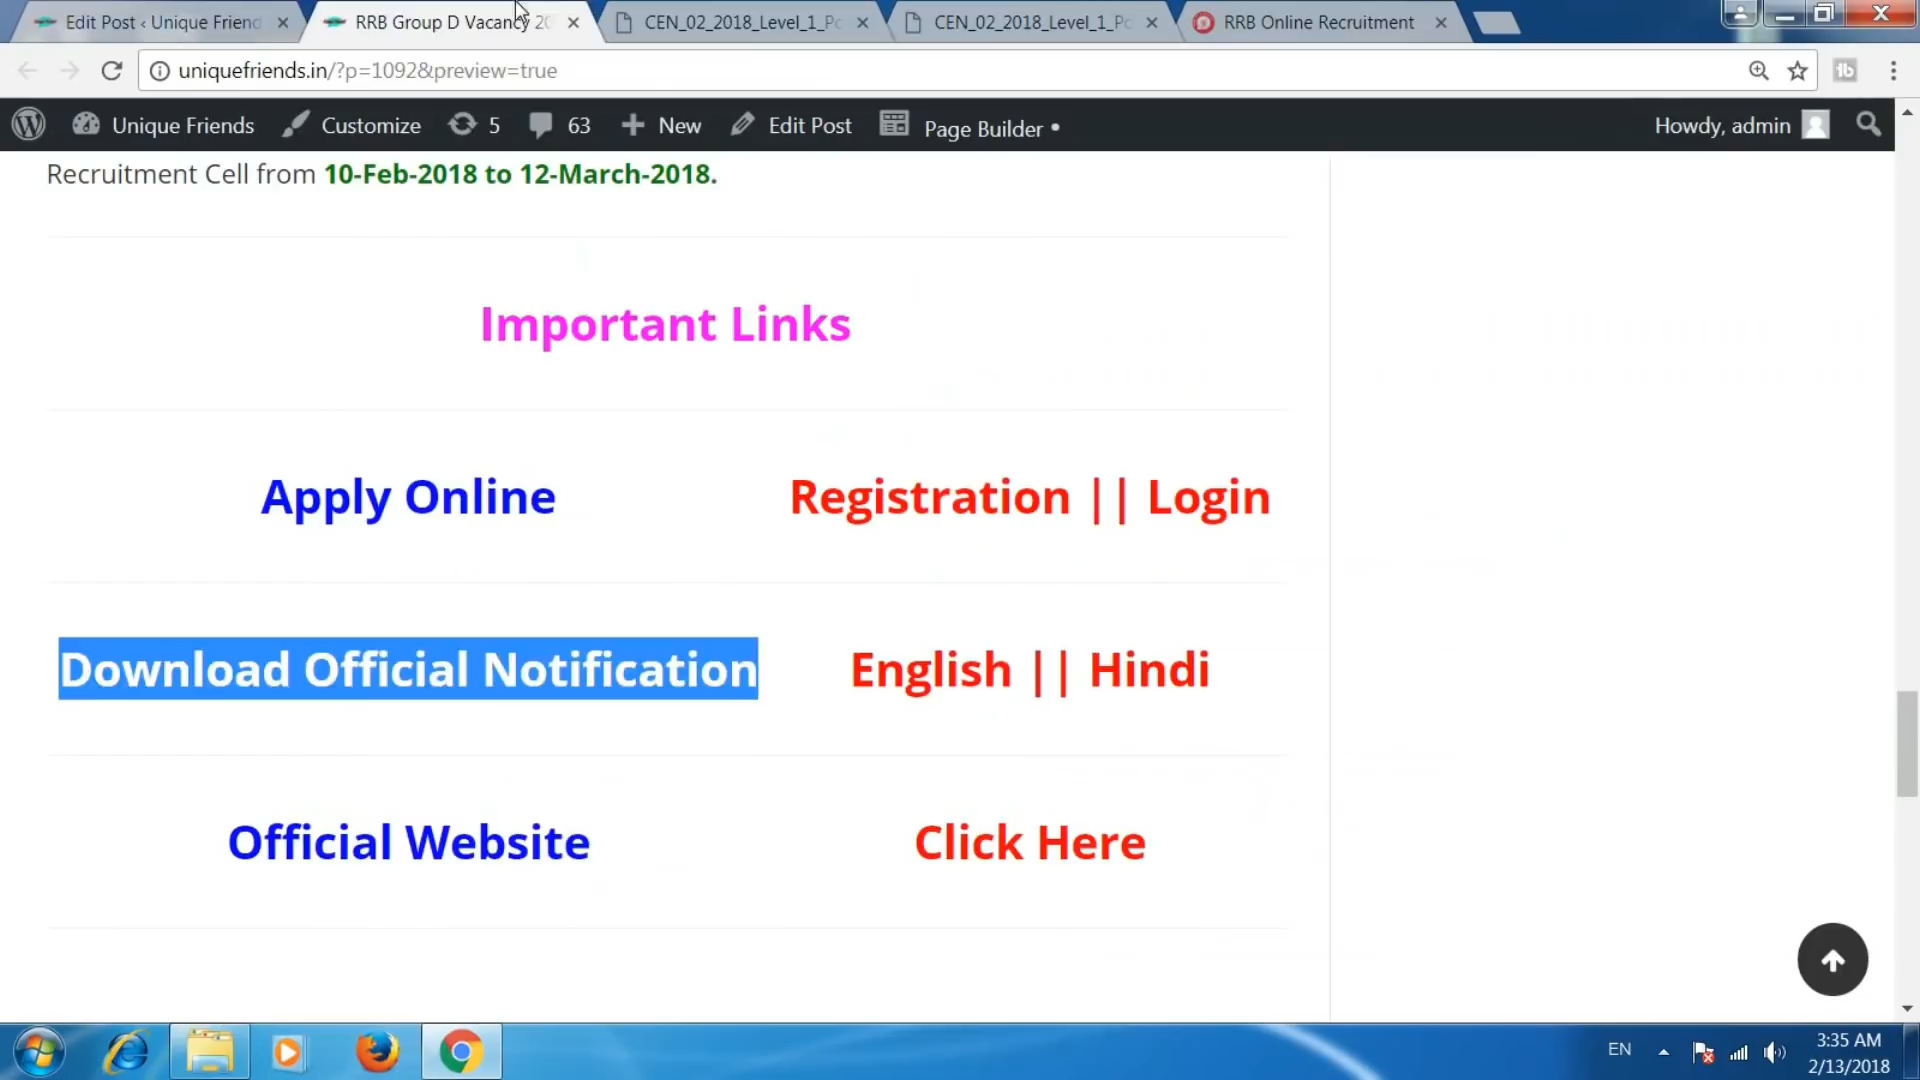 Edit Post ‹ Unique Friend
RRB Group D Vacancy 20
CEN_02_2018_Level_1_Po
CEN_02_2018_Level_1_Po
RRB Online Recruitment
uniquefriends.in/?p=1092&preview=true
Unique Friends Customize 5 63 New Edit Post Page Builder • Howdy, admin
Recruitment Cell from 10-Feb-2018 to 12-March-2018.
Important Links
Apply Online Registration || Login
Download Official Notification English || Hindi
Official Website Click Here
EN
3:35 AM
2/13/2018